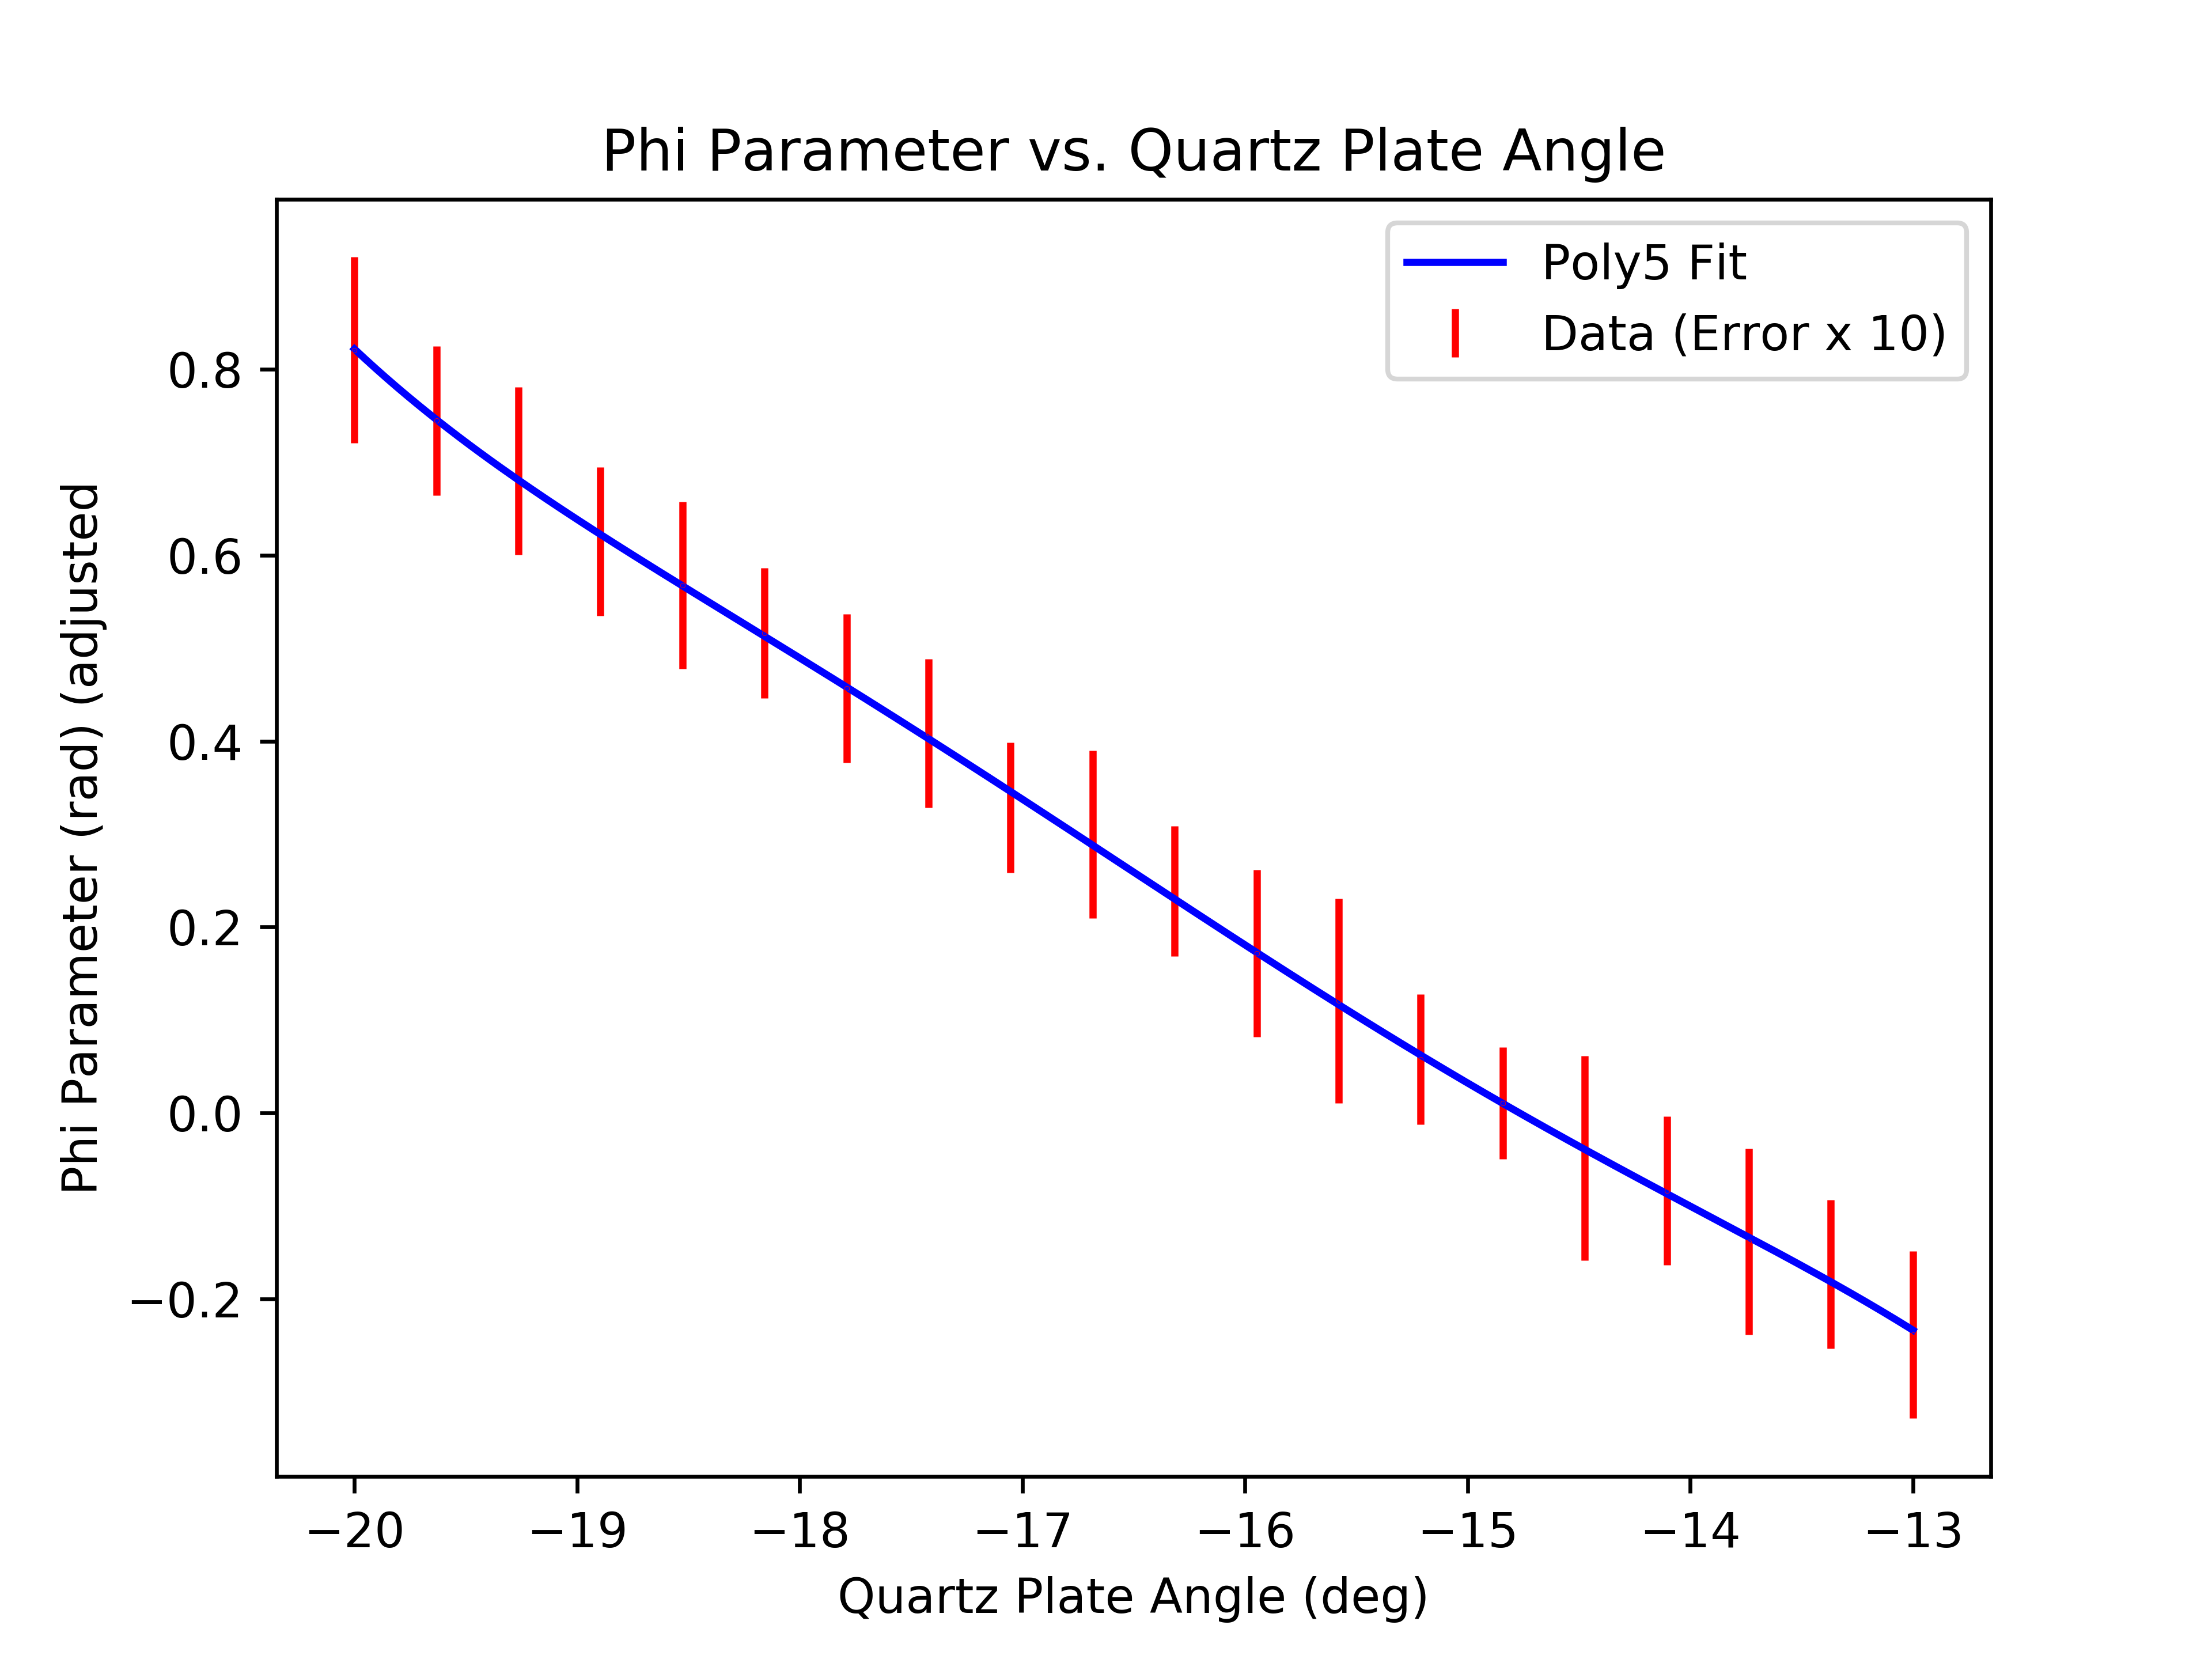 Phi Parameter vs. Quartz Plate Angle
Poly5 Fit
Data (Error x 10)
Phi Parameter (rad) (adjusted
0.8
0.6
0.4
0.2
0.0
−0.2
−20 −19 −18 −17 −16 −15 −14 −13
Quartz Plate Angle (deg)